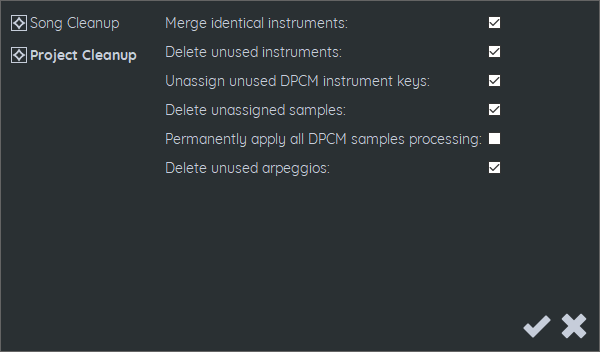 Song Cleanup
Project Cleanup
Merge identical instruments:
Delete unused instruments:
Unassign unused DPCM instrument keys:
Delete unassigned samples:
Permanently apply all DPCM samples processing:
Delete unused arpeggios: